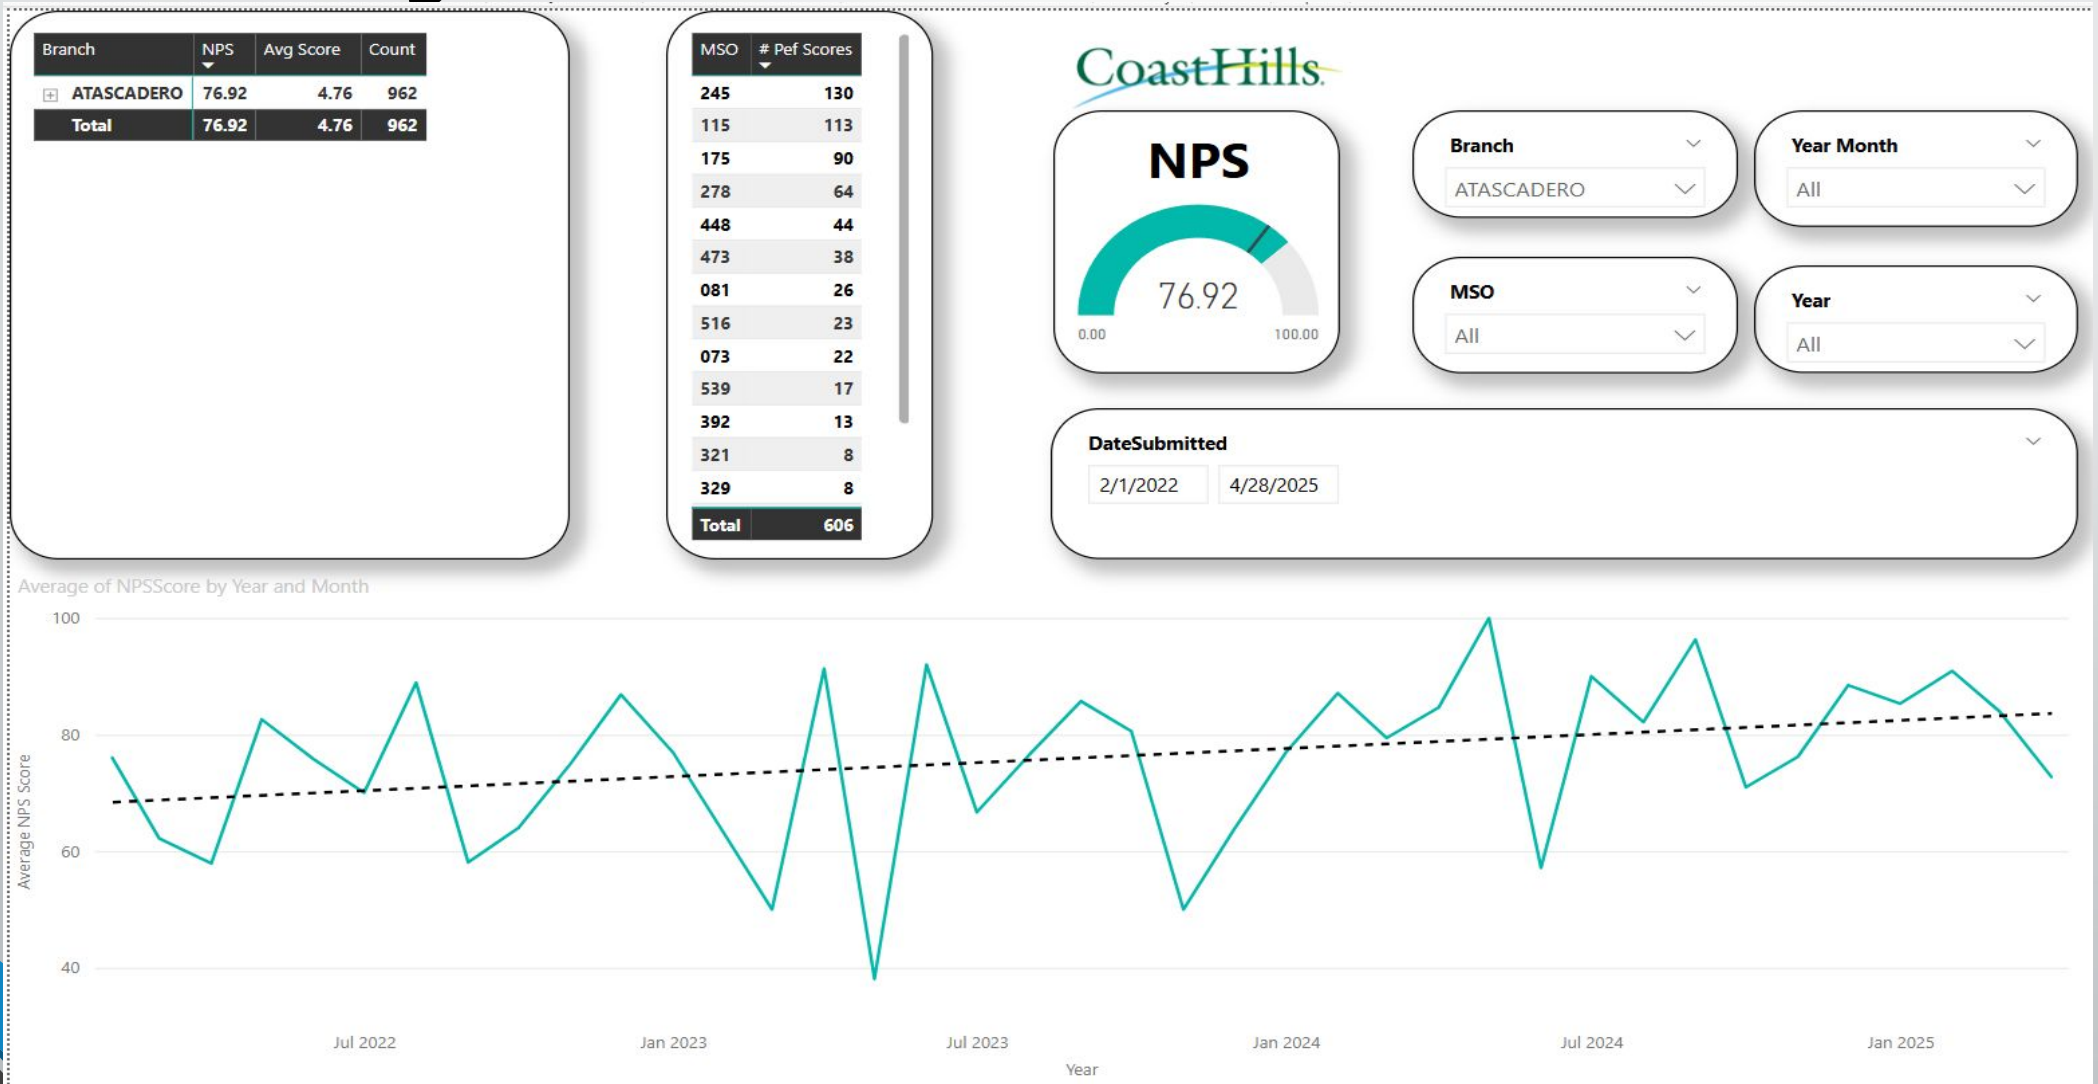 Branch NPS Avg Score Count
ATASCADERO 76.92 4.76 962
Total 76.92 4.76 962
MSO # Pef Scores
245 130
115 113
175 90
278 64
448 44
473 38
081 26
516 23
073 22
539 17
392 13
321 8
329 8
Total 606
CoastHills.
NPS
76.92
0.00 100.00
Branch
ATASCADERO
Year Month
All
MSO
All
Year
All
DateSubmitted
2/1/2022 4/28/2025
Average of NPSScore by Year and Month
Average NPS Score
100
80
60
40
Jul 2022 Jan 2023 Jul 2023 Jan 2024 Jul 2024 Jan 2025
Year